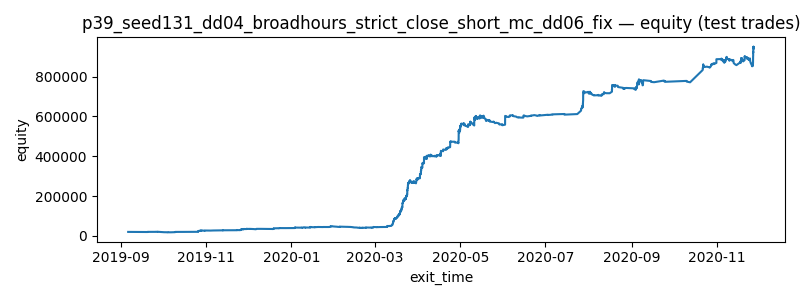 p39_seed131_dd04_broadhours_strict_close_short_mc_dd06_fix — equity (test trades)
800000
600000
400000
200000
0
equity
2019-09 2019-11 2020-01 2020-03 2020-05 2020-07 2020-09 2020-11
exit_time